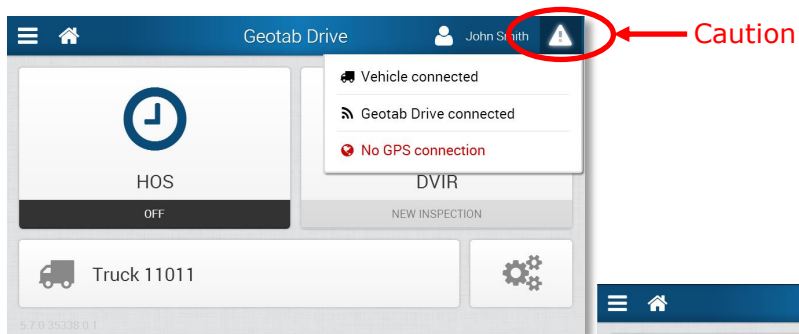 Geotab Drive
John Smith
Caution
Vehicle connected
Geotab Drive connected
No GPS connection
HOS
DVIR
OFF
NEW INSPECTION
Truck 11011
5.7.0.35338.0.1